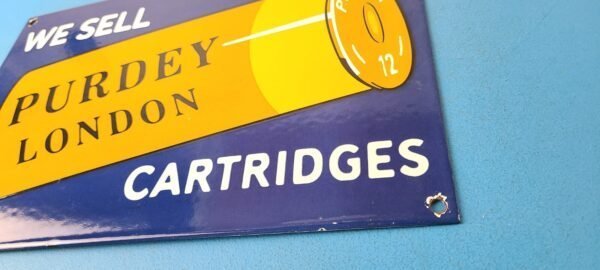 WE SELL
PURDEY
LONDON
12
CARTRIDGES